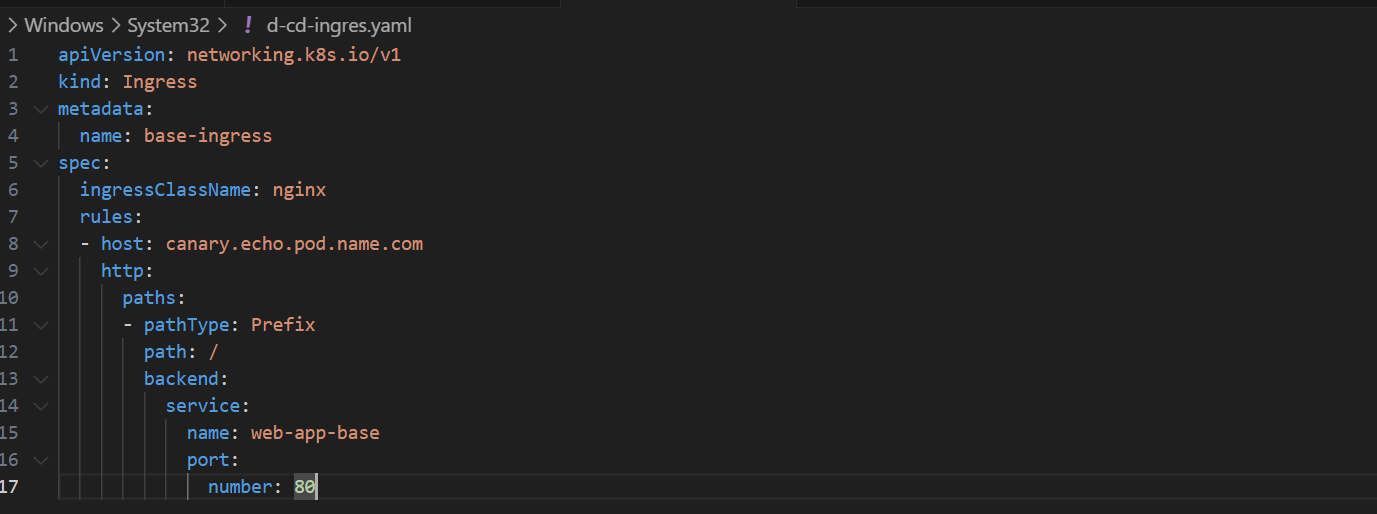 > Windows > System32 > ! d-cd-ingres.yaml
1 apiVersion: networking.k8s.io/v1
2 kind: Ingress
3 metadata:
4   name: base-ingress
5 spec:
6   ingressClassName: nginx
7   rules:
8   - host: canary.echo.pod.name.com
9     http:
10       paths:
11       - pathType: Prefix
12         path: /
13         backend:
14           service:
15             name: web-app-base
16             port:
17               number: 80